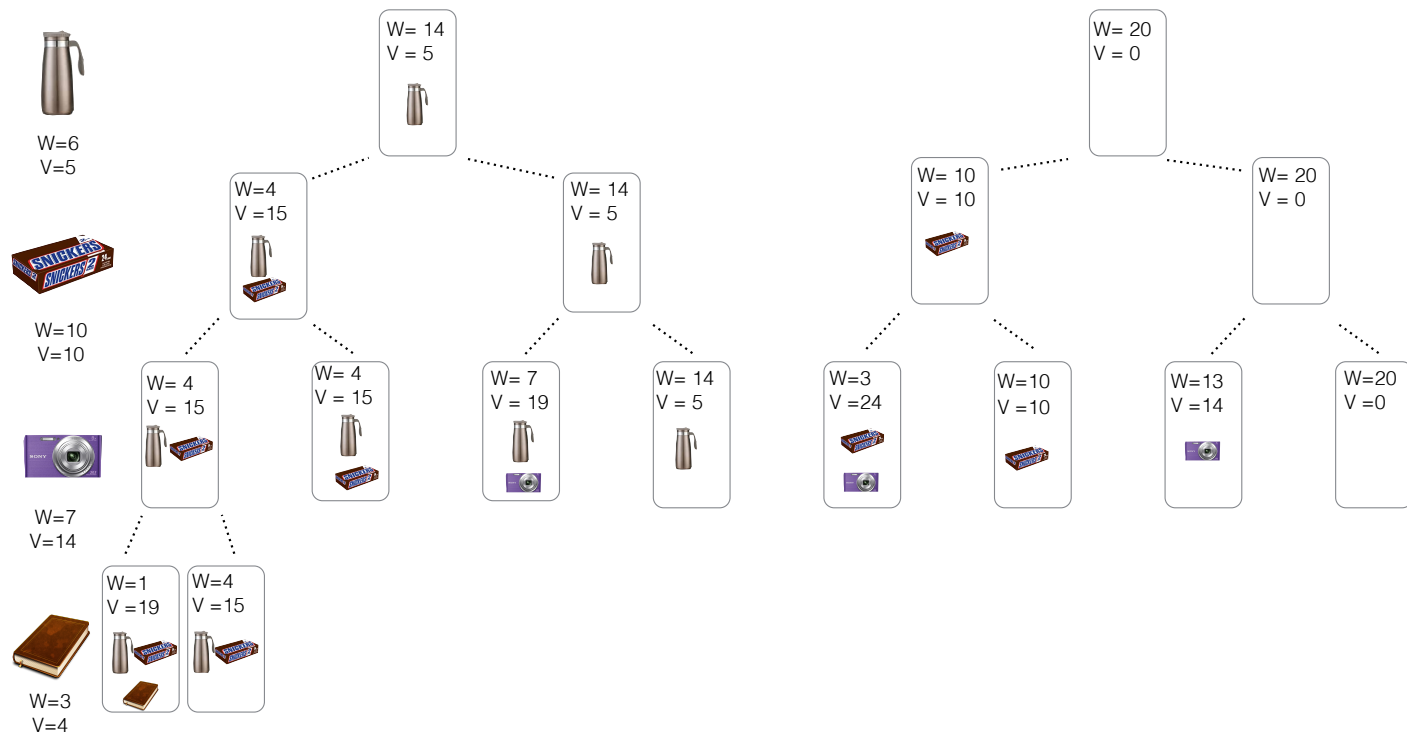 W= 14
V = 5
W= 20
V = 0
W=6
V=5
W=4
V =15
W= 14
V = 5
W= 10
V = 10
W= 20
V = 0
SNICKERS
SNICKERS 2
W=10
V=10
W= 4
V = 15
W= 4
V = 15
W= 7
V = 19
W= 14
V = 5
W=3
V =24
W=10
V =10
W=13
V =14
W=20
V =0
SONY
W=7
V=14
W=1
V =19
W=4
V =15
W=3
V=4